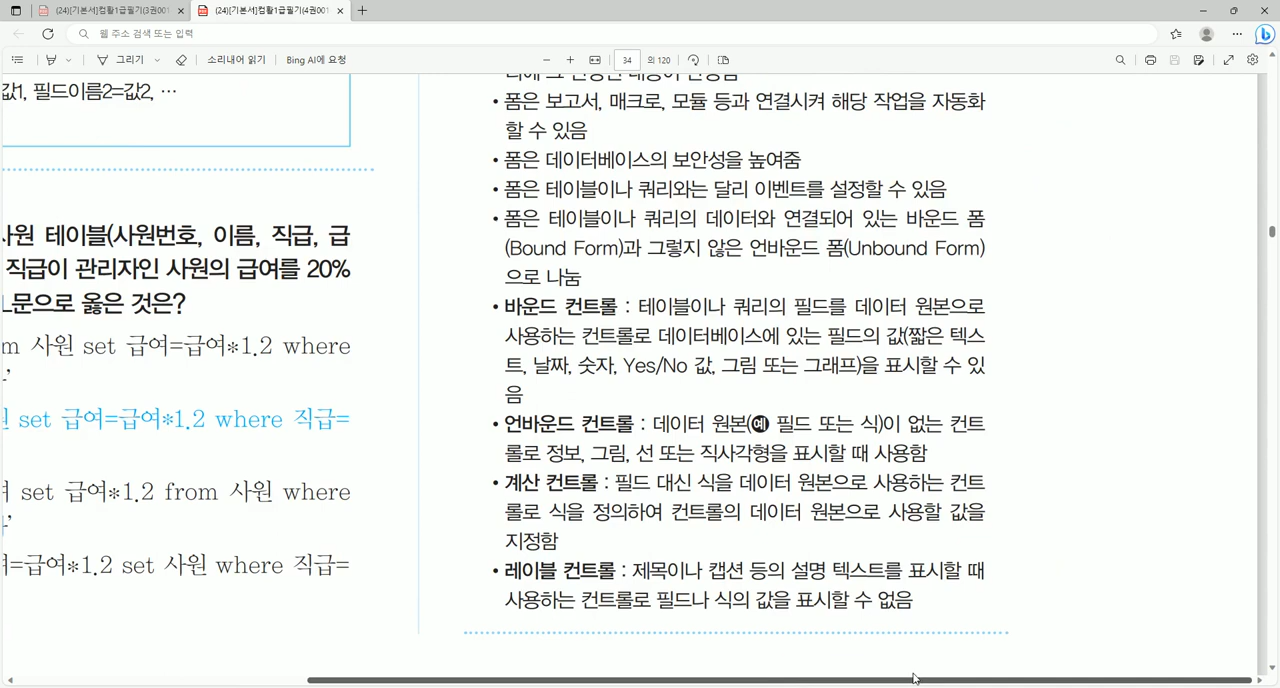 (24)[기본서]컴활1급필기(3권001
(24)[기본서]컴활1급필기(4권001
웹 주소 검색 또는 입력
그리기
소리내어 읽기
Bing AI에 요청
34 의 120
값1, 필드이름2=값2, …
사원 테이블(사원번호, 이름, 직급, 급
직급이 관리자인 사원의 급여를 20%
문으로 옳은 것은?
사원 set 급여=급여*1.2 where
set 급여=급여*1.2 where 직급=
set 급여*1.2 from 사원 where
=급여*1.2 set 사원 where 직급=
• 폼은 보고서, 매크로, 모듈 등과 연결시켜 해당 작업을 자동화
할 수 있음
• 폼은 데이터베이스의 보안성을 높여줌
• 폼은 테이블이나 쿼리와는 달리 이벤트를 설정할 수 있음
• 폼은 테이블이나 쿼리의 데이터와 연결되어 있는 바운드 폼
(Bound Form)과 그렇지 않은 언바운드 폼(Unbound Form)
으로 나눔
• 바운드 컨트롤 : 테이블이나 쿼리의 필드를 데이터 원본으로
사용하는 컨트롤로 데이터베이스에 있는 필드의 값(짧은 텍스
트, 날짜, 숫자, Yes/No 값, 그림 또는 그래프)을 표시할 수 있
음
• 언바운드 컨트롤 : 데이터 원본(예 필드 또는 식)이 없는 컨트
롤로 정보, 그림, 선 또는 직사각형을 표시할 때 사용함
• 계산 컨트롤 : 필드 대신 식을 데이터 원본으로 사용하는 컨트
롤로 식을 정의하여 컨트롤의 데이터 원본으로 사용할 값을
지정함
• 레이블 컨트롤 : 제목이나 캡션 등의 설명 텍스트를 표시할 때
사용하는 컨트롤로 필드나 식의 값을 표시할 수 없음